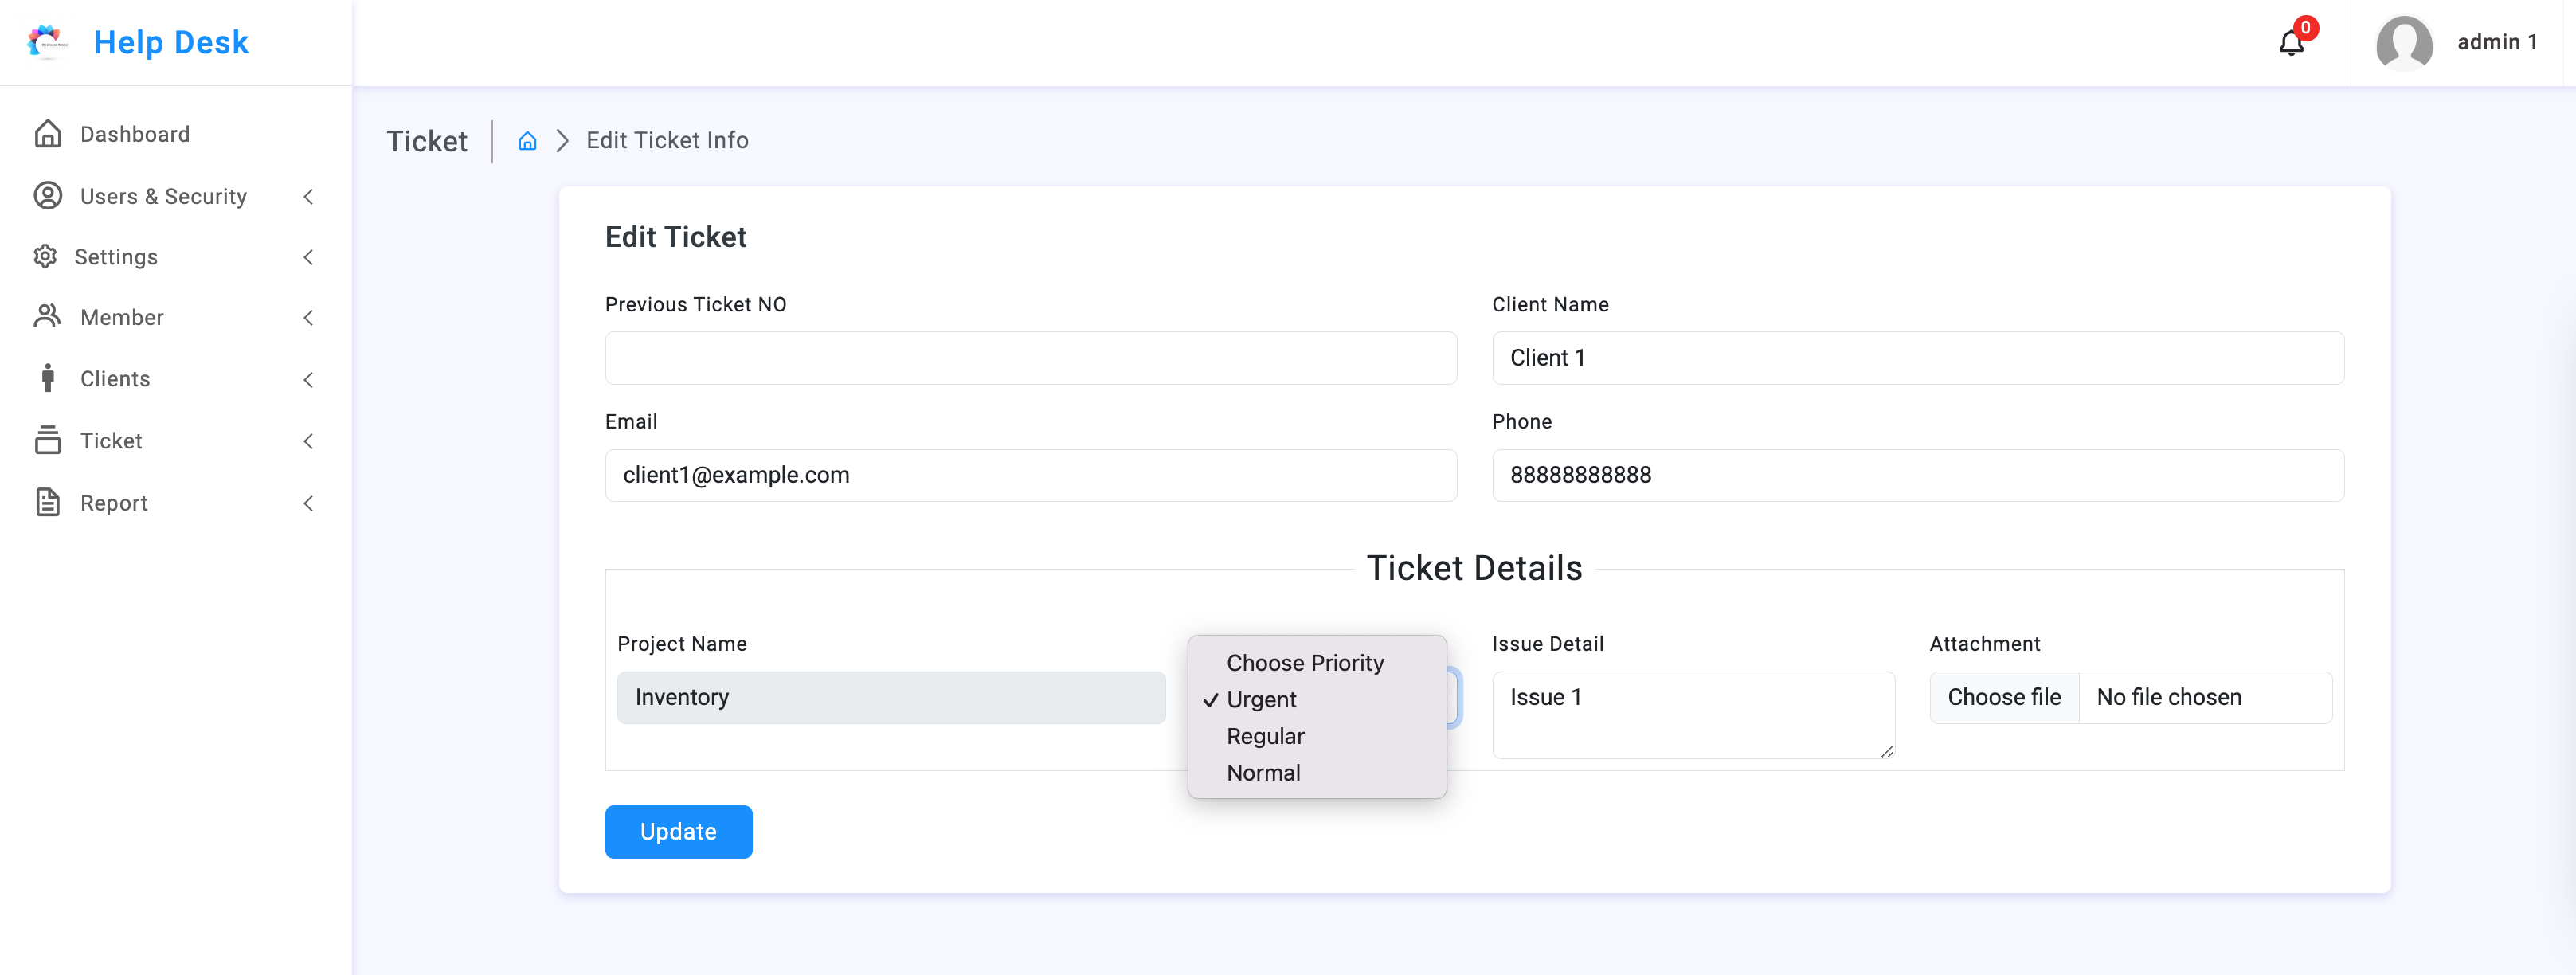 Help Desk
0
admin 1
Dashboard
Users & Security
Settings
Member
Clients
Ticket
Report
Ticket
Edit Ticket Info
Edit Ticket
Previous Ticket NO
Client Name
Client 1
Email
Phone
client1@example.com
88888888888
Ticket Details
Project Name
Issue Detail
Attachment
Inventory
Choose Priority
✓ Urgent
Regular
Normal
Issue 1
Choose file No file chosen
Update